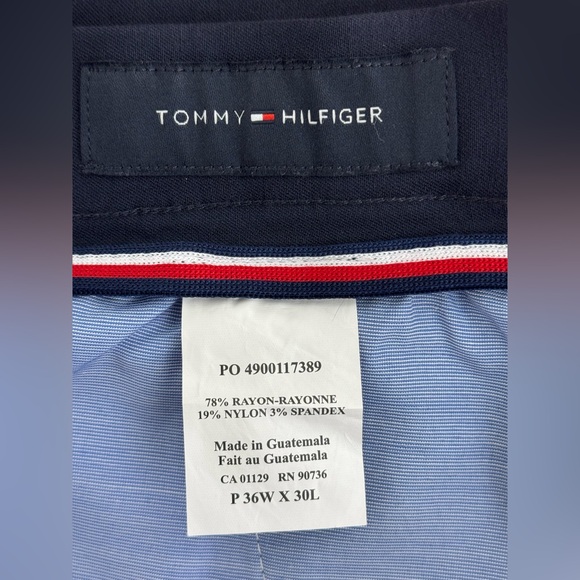 TOMMY HILFIGER
PO 4900117389
78% RAYON-RAYONNE
19% NYLON 3% SPANDEX
Made in Guatemala
Fait au Guatemala
CA 01129 RN 90736
P 36W X 30L